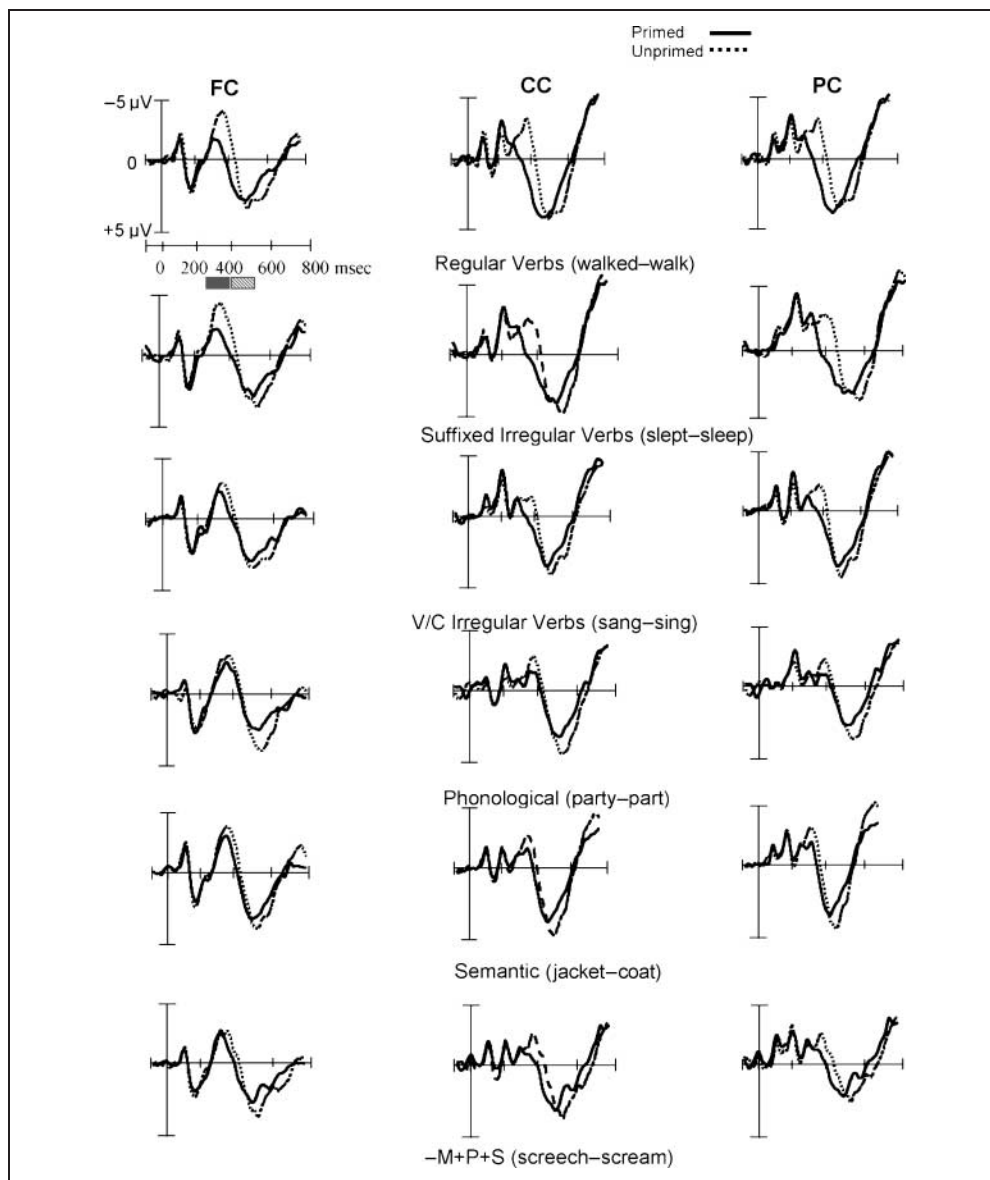 Primed
Unprimed
FC CC PC
−5 µV
0
+5 µV
0 200 400 600 800 msec
Regular Verbs (walked–walk)
Suffixed Irregular Verbs (slept–sleep)
V/C Irregular Verbs (sang–sing)
Phonological (party–part)
Semantic (jacket–coat)
–M+P+S (screech–scream)